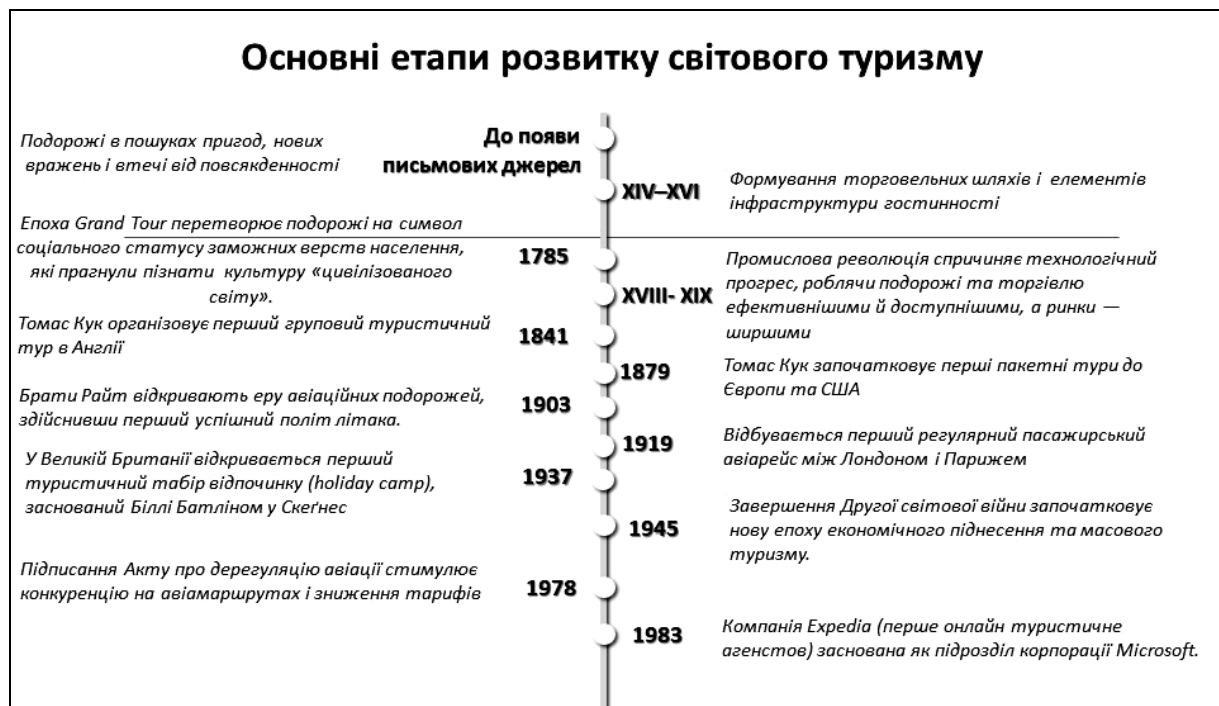 Основні етапи розвитку світового туризму
До появи
письмових джерел
Подорожі в пошуках пригод, нових
вражень і втечі від повсякденності
XIV–XVI
Формування торговельних шляхів і елементів
інфраструктури гостинності
1785
Епоха Grand Tour перетворює подорожі на символ
соціального статусу заможних верств населення,
які прагнули пізнати культуру «цивілізованого
світу».
XVIII- XIX
Промислова революція спричиняє технологічний
прогрес, роблячи подорожі та торгівлю
ефективнішими й доступнішими, а ринки —
ширшими
1841
Томас Кук організовує перший груповий туристичний
тур в Англії
1879
Томас Кук започатковує перші пакетні тури до
Європи та США
1903
Брати Райт відкривають еру авіаційних подорожей,
здійснивши перший успішний політ літака.
1919
Відбувається перший регулярний пасажирський
авіарейс між Лондоном і Парижем
1937
У Великій Британії відкривається перший
туристичний табір відпочинку (holiday camp),
заснований Біллі Батліном у Скеґнес
1945
Завершення Другої світової війни започатковує
нову епоху економічного піднесення та масового
туризму.
1978
Підписання Акту про дерегуляцію авіації стимулює
конкуренцію на авіамаршрутах і зниження тарифів
1983
Компанія Expedia (перше онлайн туристичне
агенстов) заснована як підрозділ корпорації Microsoft.